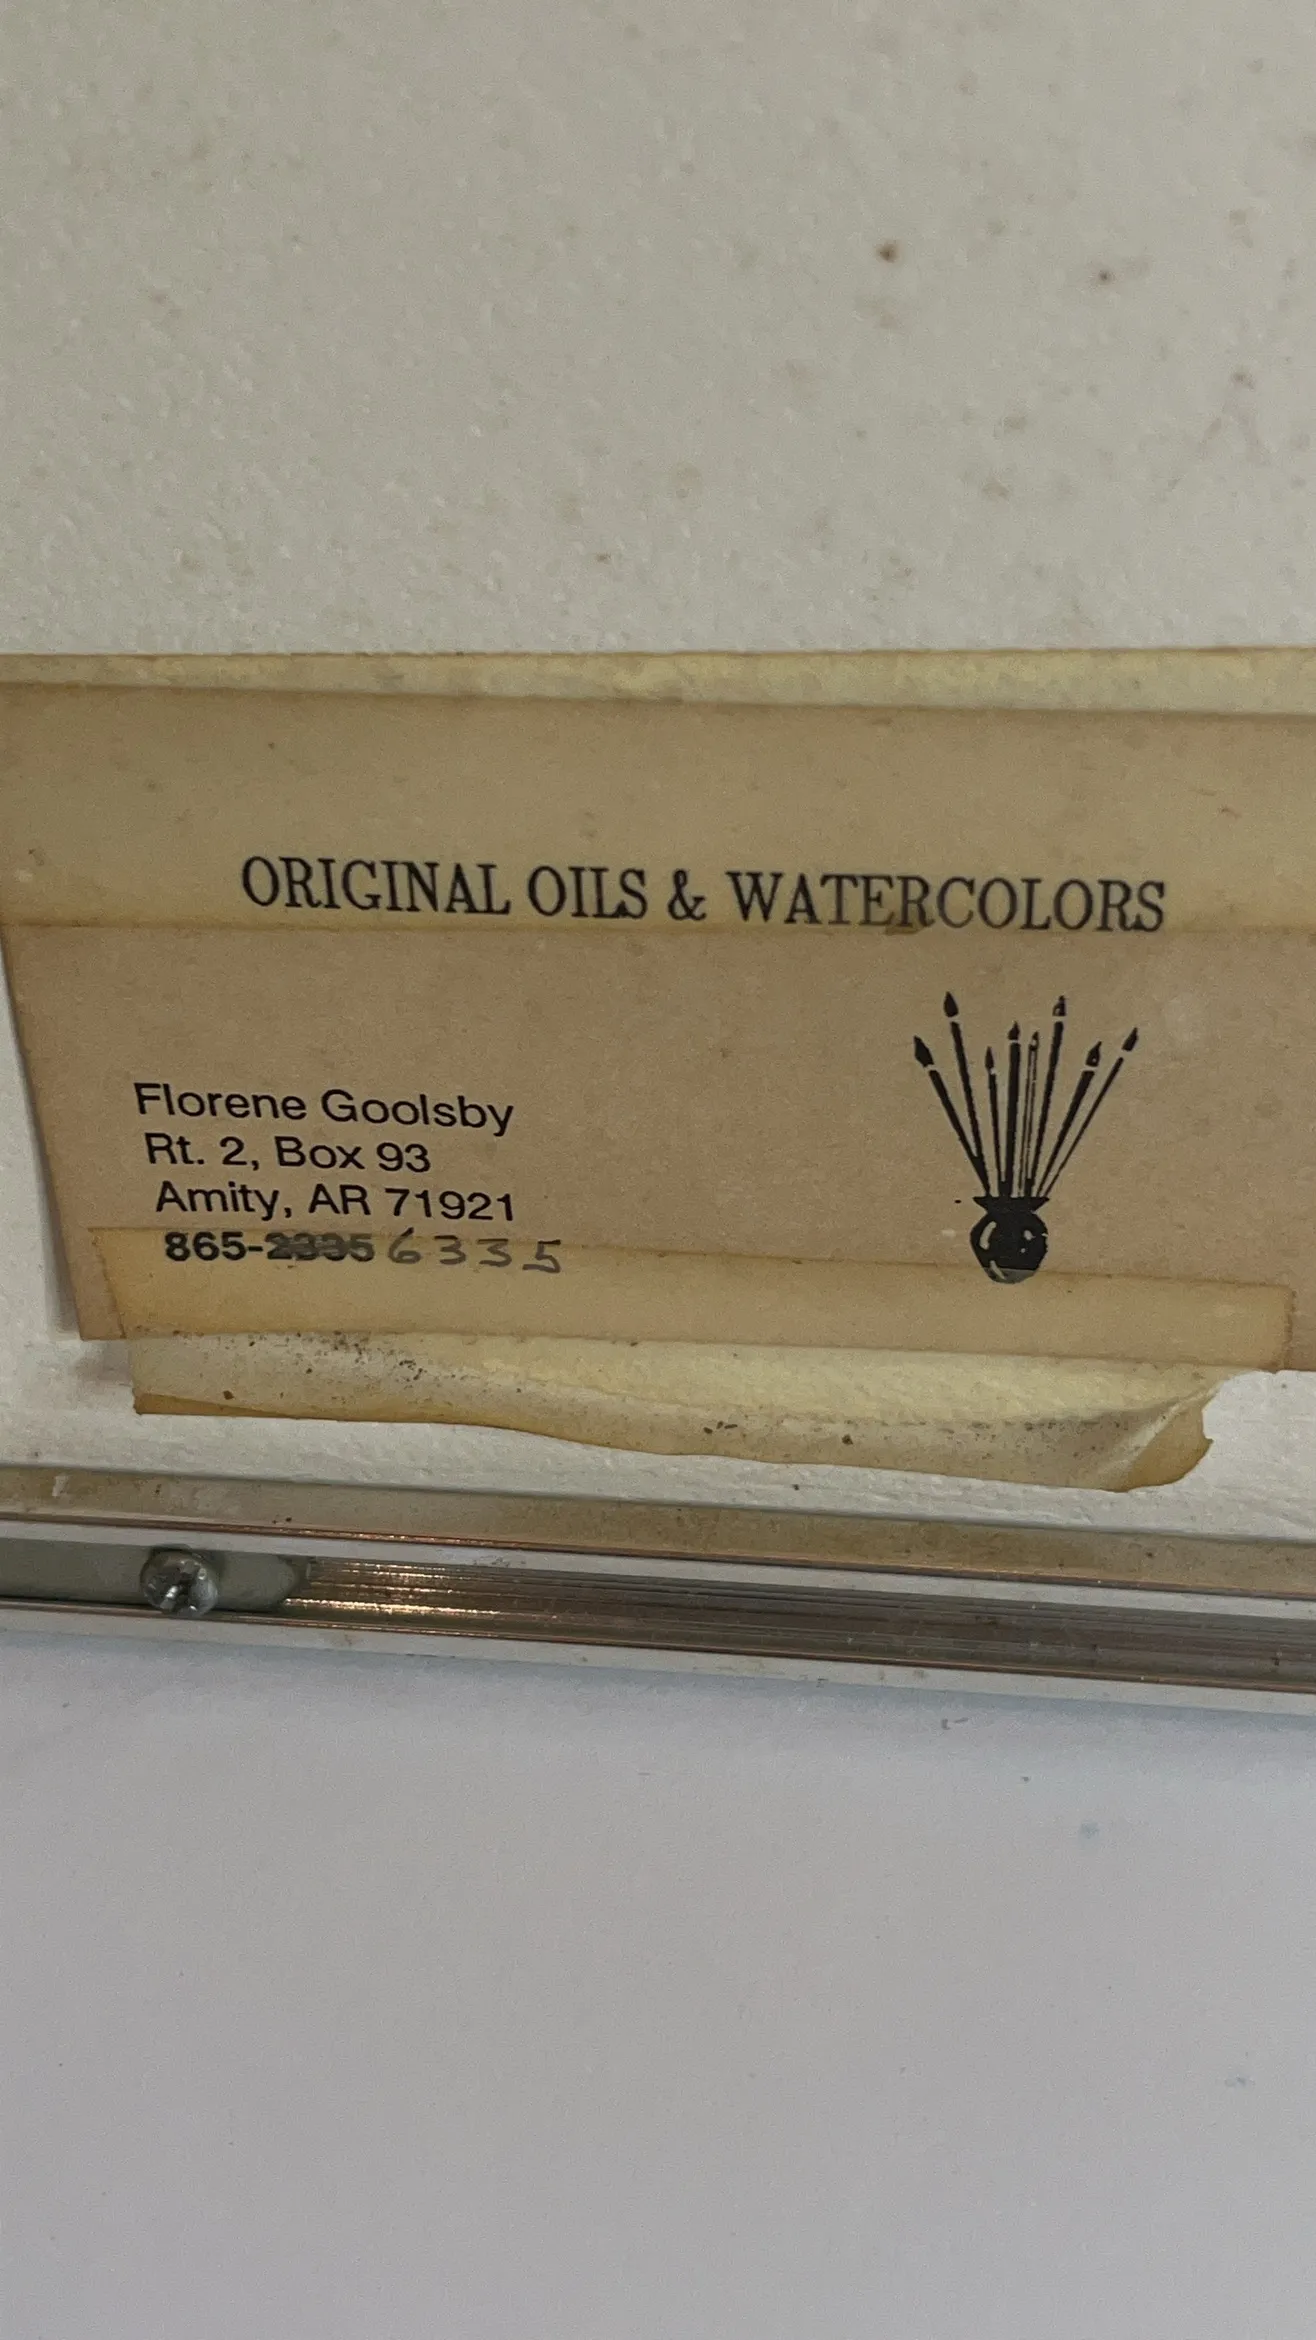 ORIGINAL OILS & WATERCOLORS
Florene Goolsby
Rt. 2, Box 93
Amity, AR 71921
865-2335 6335